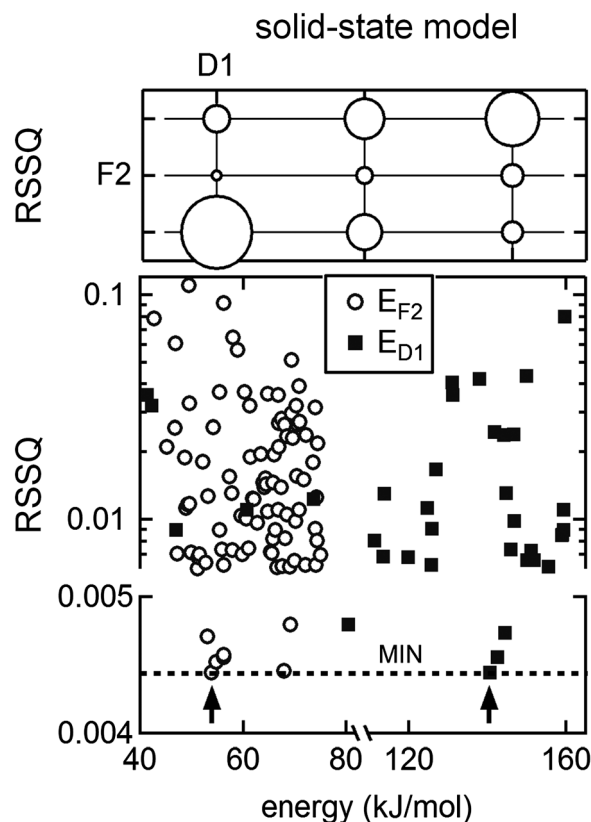 solid-state model
D1
RSSQ
F2
0.1
E_F2
E_D1
RSSQ
0.01
0.005
MIN
0.004
40 60 80 120 160
energy (kJ/mol)